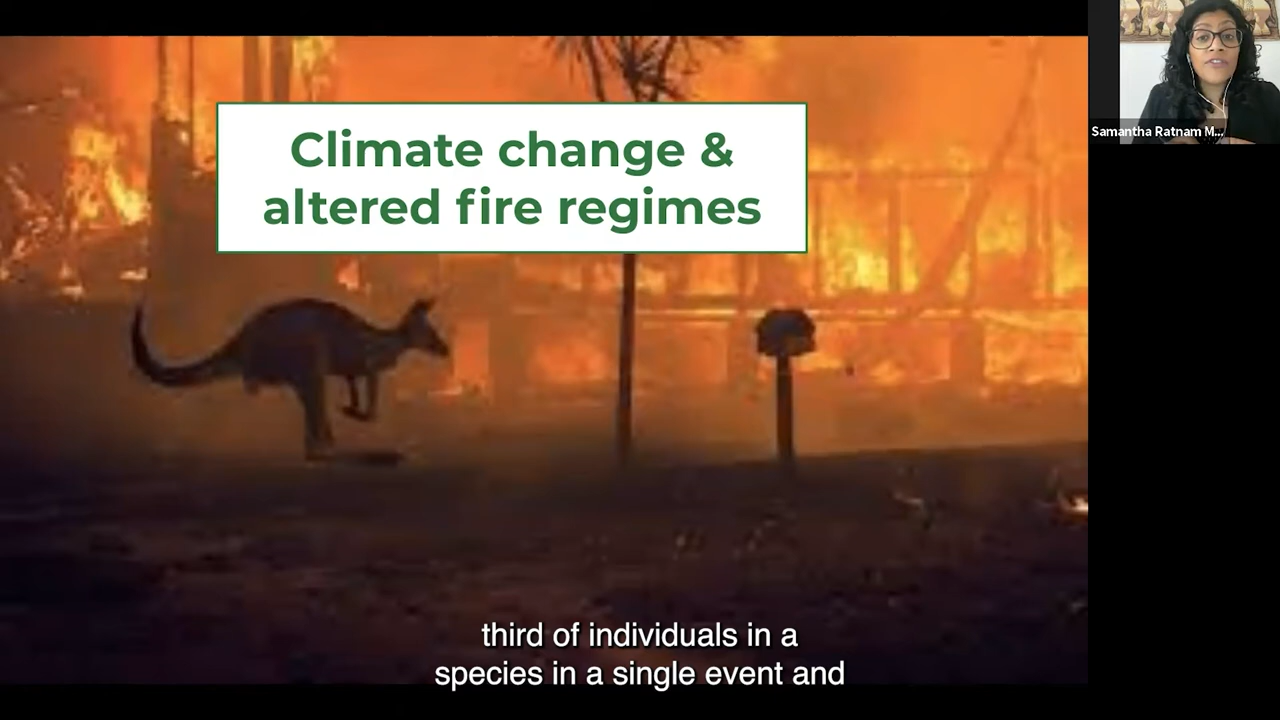 Climate change &
altered fire regimes
Samantha Ratnam M...
third of individuals in a
species in a single event and